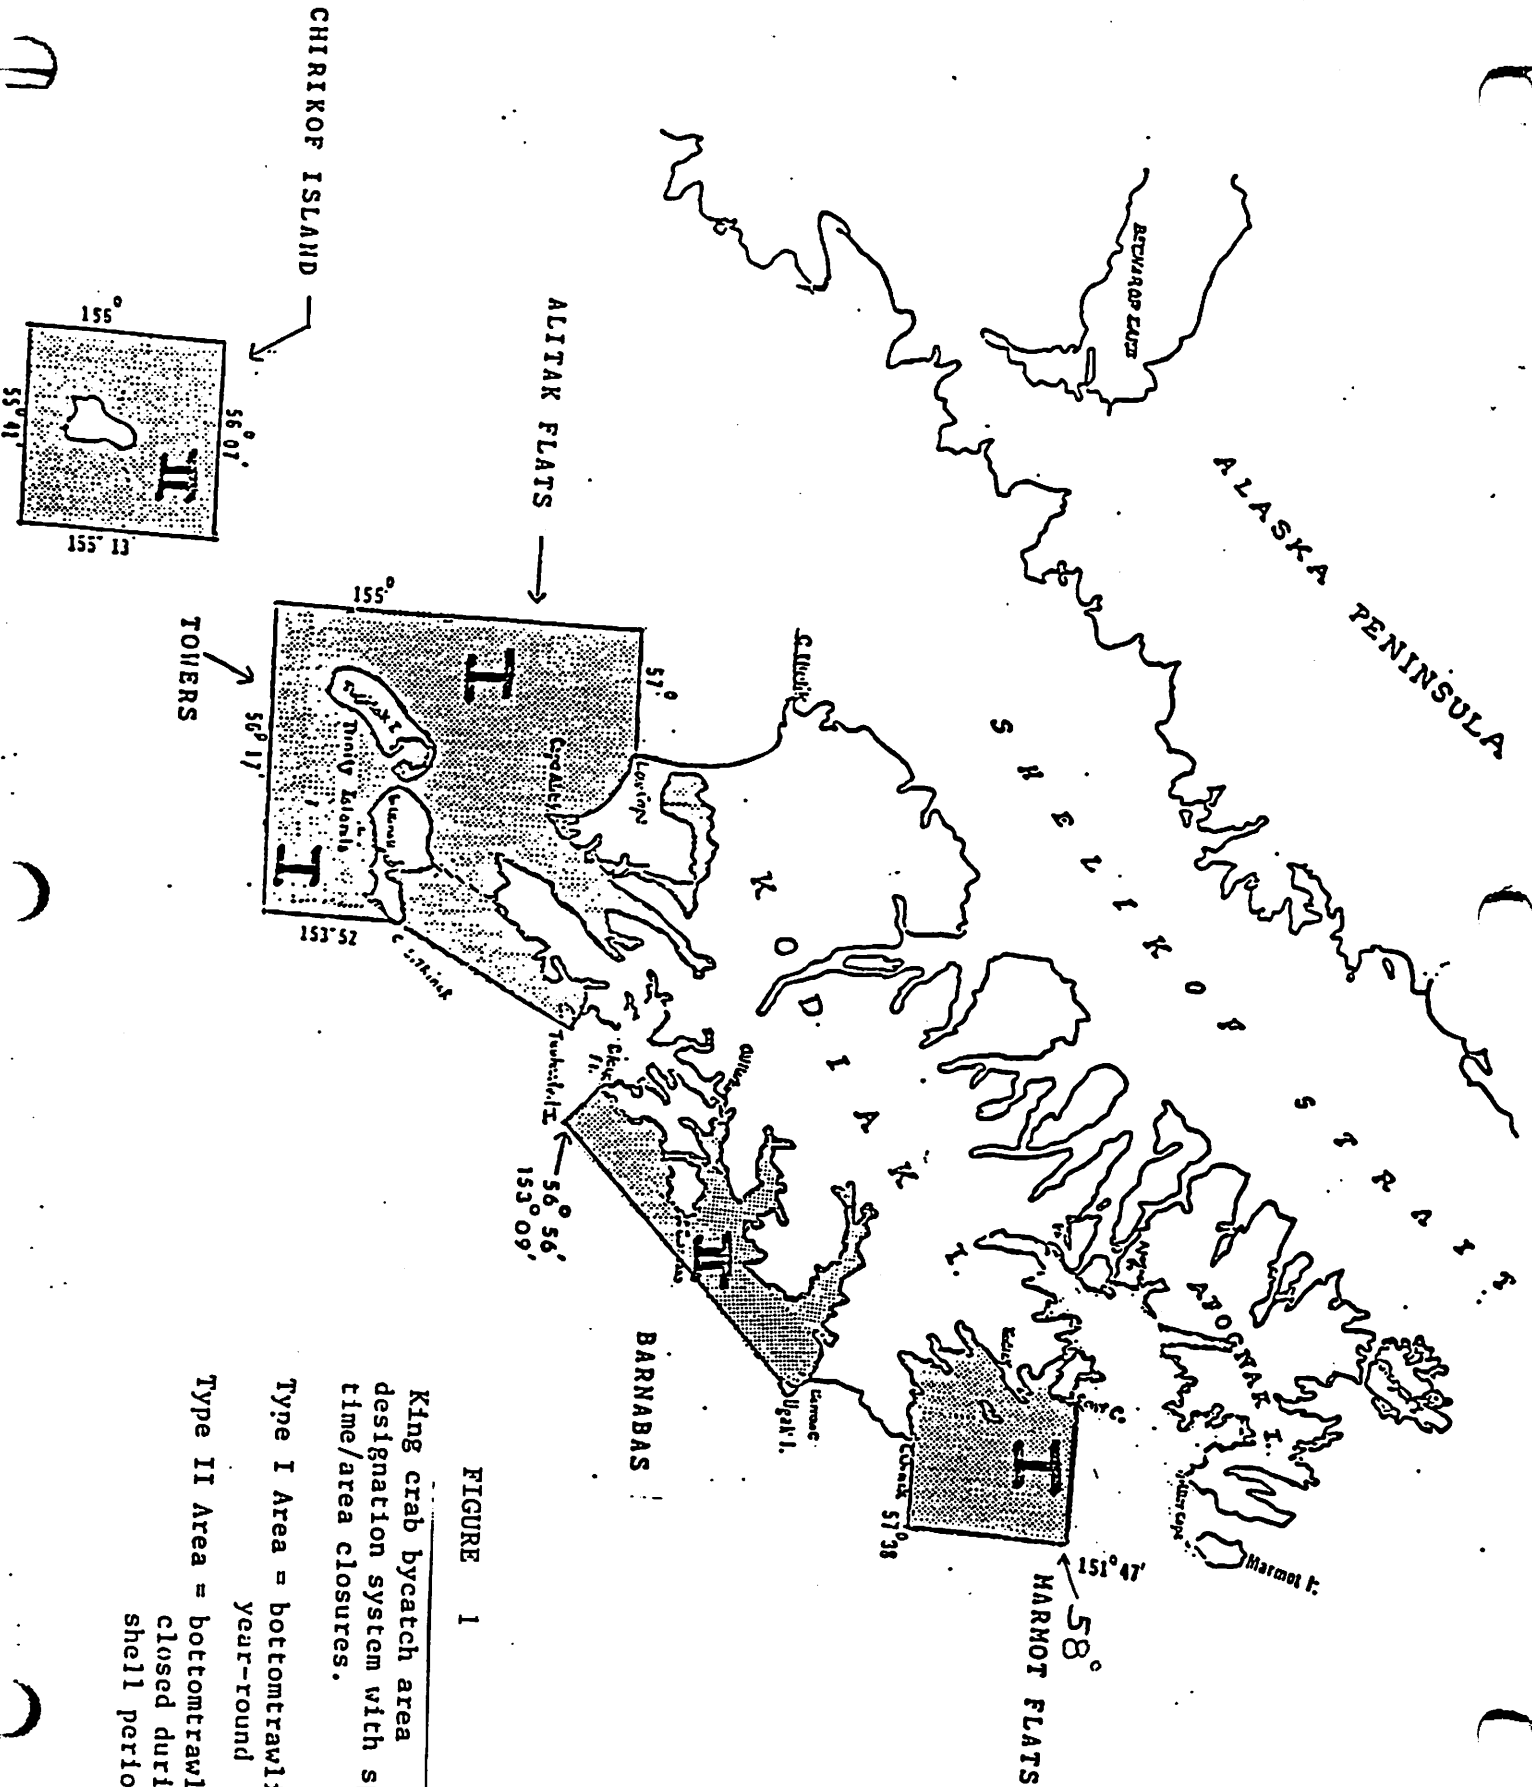 ALASKA PENINSULA
SHELIKOF STRAIT
KODIAK I.
AFOGNAK I.
Marmot I.
MARMOT FLATS
58°
151°47'
57° 38
I
Ugak I.
BARNABAS
II
56° 56'
153° 09'
ALITAK FLATS
57°
155°
I
Trinity Islands
I
153°52
56° 17'
TOWERS
CHIRIKOF ISLAND
155°
56° 07'
II
155° 13
FIGURE 1
King crab bycatch area
designation system with s
time/area closures.
Type I Area = bottomtrawl
year-round
Type II Area = bottomtrawl
closed duri
shell perio